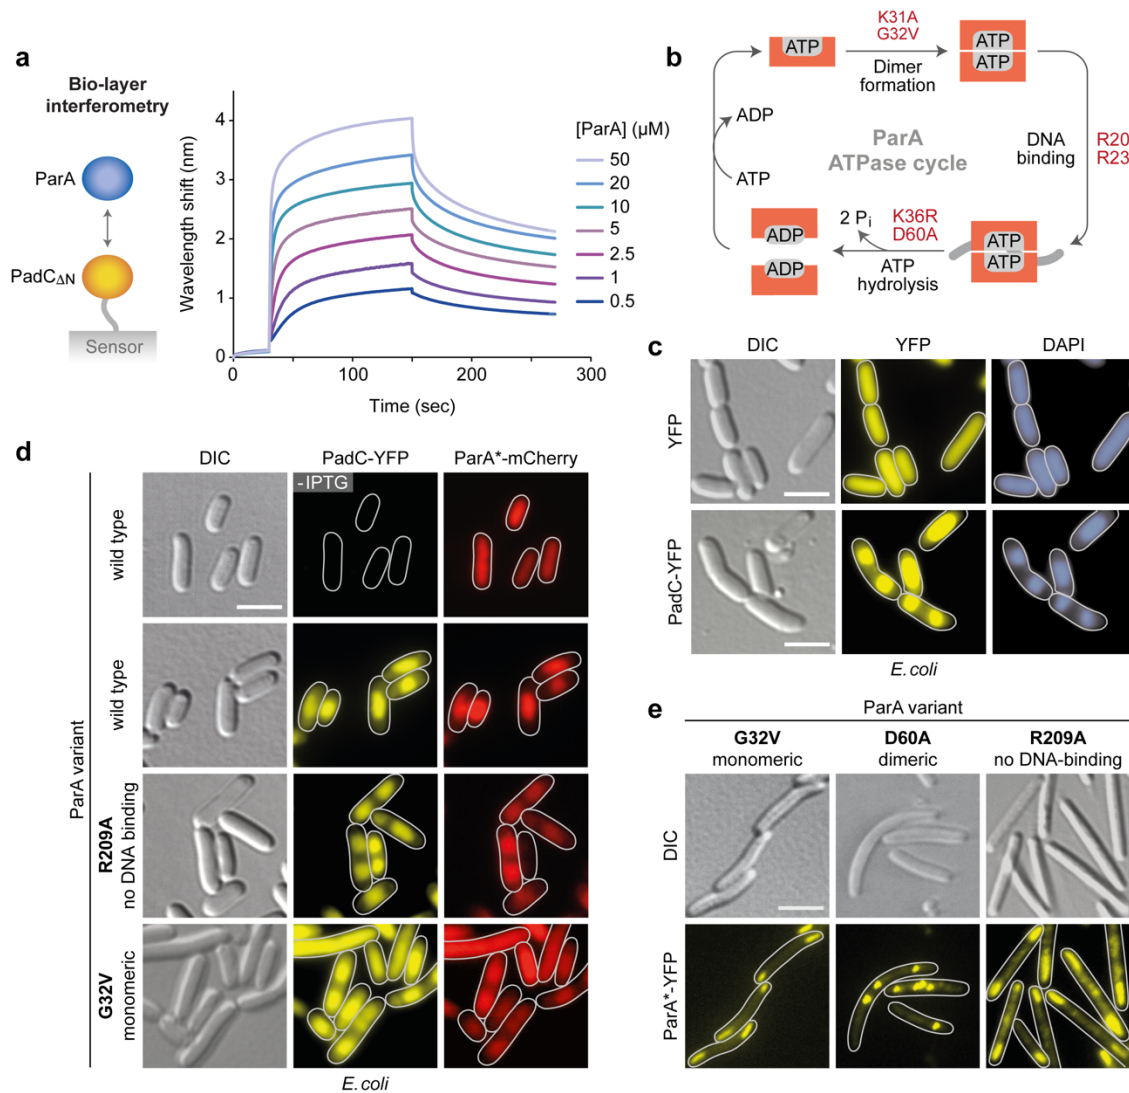 a
Bio-layer
interferometry
ParA
PadCΔN
Sensor
Wavelength shift (nm)
4
3
2
1
0
0
100
200
300
Time (sec)
[ParA] (µM)
50
20
10
5
2.5
1
0.5
b
ATP
K31A
G32V
Dimer
formation
ATP
ATP
ADP
ATP
ParA
ATPase cycle
DNA
binding
R20
R23
2 Pi
K36R
D60A
ATP
hydrolysis
ADP
ADP
ATP
ATP
c
DIC
YFP
DAPI
YFP
PadC-YFP
E. coli
d
DIC
PadC-YFP
ParA*-mCherry
-IPTG
ParA variant
wild type
wild type
R209A
no DNA binding
G32V
monomeric
E. coli
e
ParA variant
G32V
monomeric
D60A
dimeric
R209A
no DNA-binding
DIC
ParA*-YFP